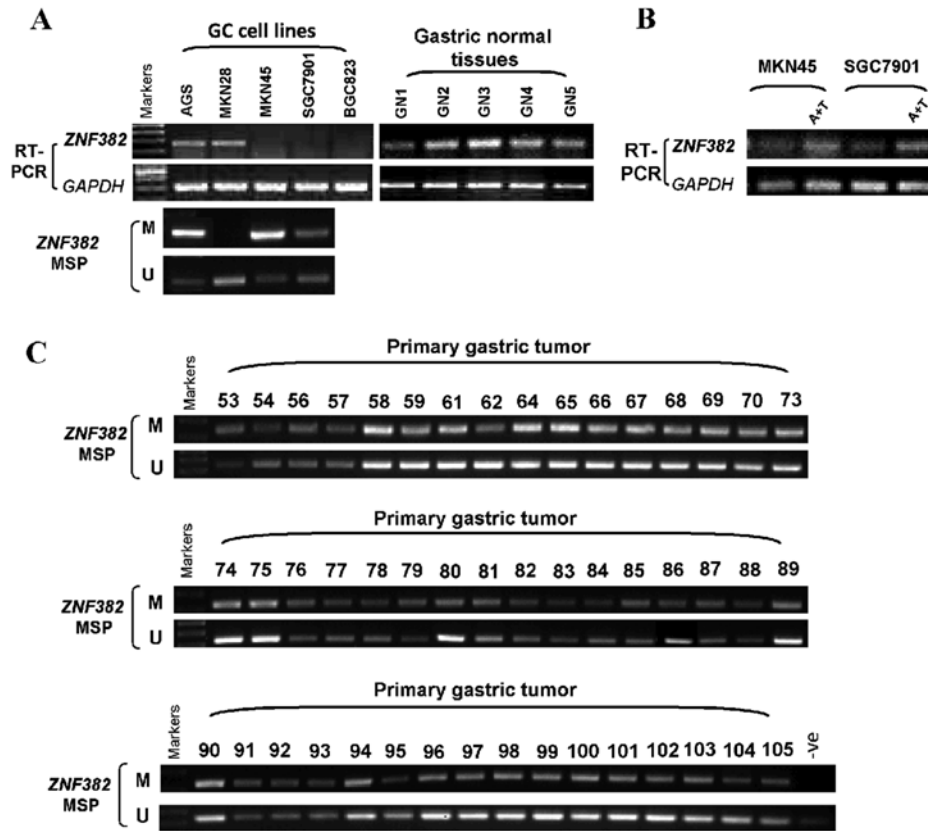 A
GC cell lines
Gastric normal
tissues
Markers
AGS
MKN28
MKN45
SGC7901
BGC823
GN1
GN2
GN3
GN4
GN5
RT-
PCR
ZNF382
GAPDH
ZNF382
MSP
M
U
B
MKN45
SGC7901
A+T
A+T
RT-
PCR
ZNF382
GAPDH
C
Primary gastric tumor
Markers
53 54 56 57 58 59 61 62 64 65 66 67 68 69 70 73
ZNF382
MSP
M
U
Primary gastric tumor
Markers
74 75 76 77 78 79 80 81 82 83 84 85 86 87 88 89
ZNF382
MSP
M
U
Primary gastric tumor
Markers
90 91 92 93 94 95 96 97 98 99 100 101 102 103 104 105 -ve
ZNF382
MSP
M
U